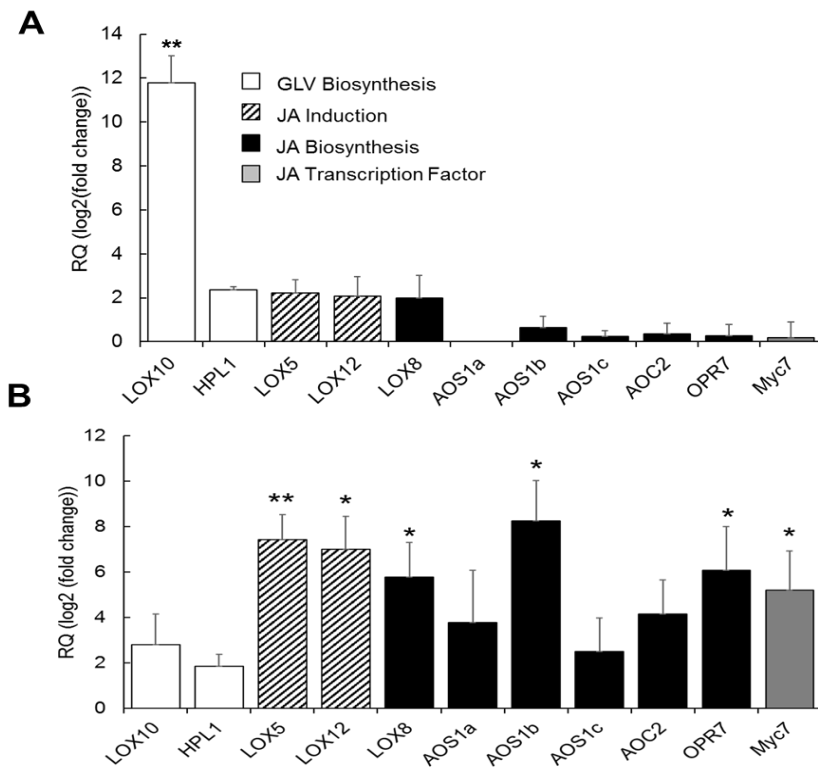 A
14
12
10
8
6
4
2
0
RQ (log2(fold change))
**
GLV Biosynthesis
JA Induction
JA Biosynthesis
JA Transcription Factor
LOX10 HPL1 LOX5 LOX12 LOX8 AOS1a AOS1b AOS1c AOC2 OPR7 Myc7
B
12
10
8
6
4
2
0
RQ (log2 (fold change))
** * * * * *
LOX10 HPL1 LOX5 LOX12 LOX8 AOS1a AOS1b AOS1c AOC2 OPR7 Myc7